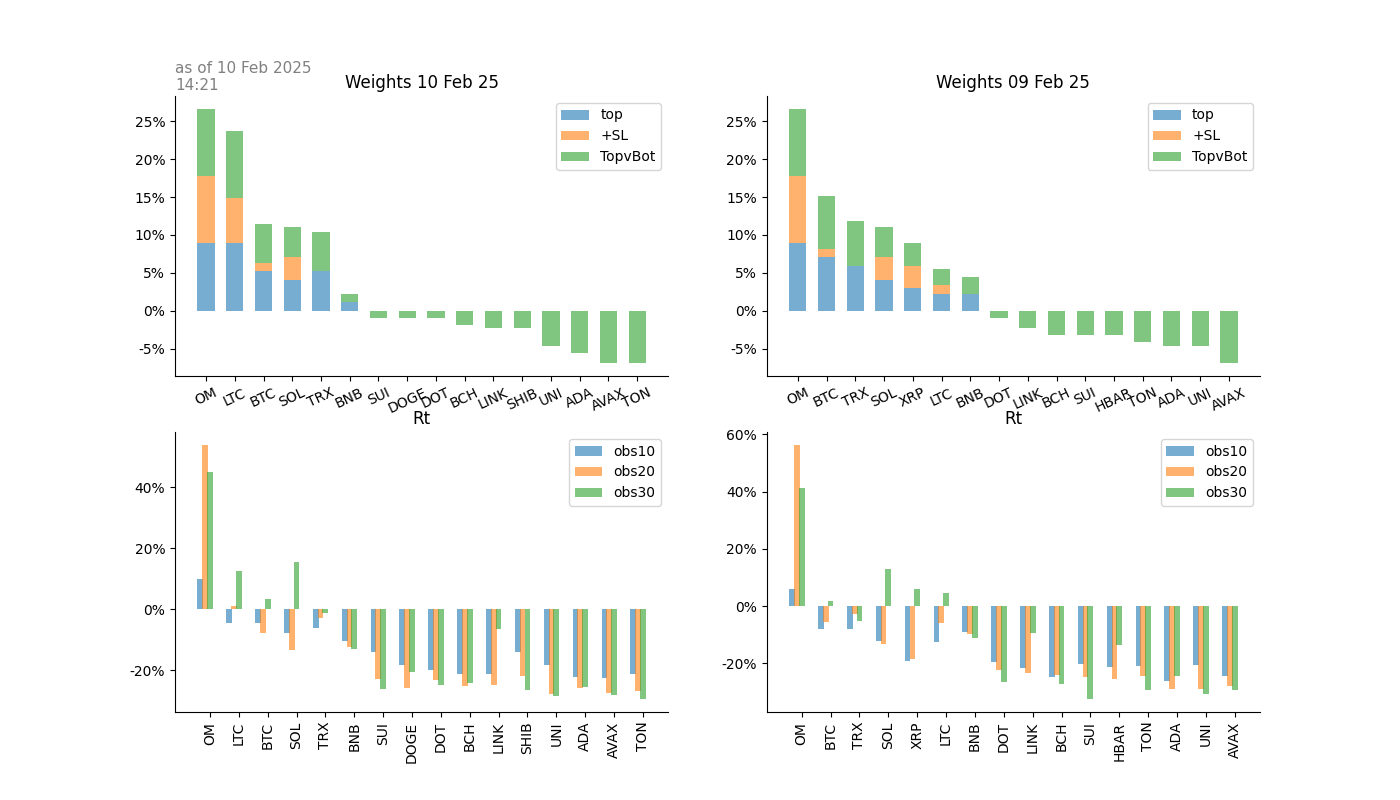 as of 10 Feb 2025
14:21
Weights 10 Feb 25
25%
20%
15%
10%
5%
0%
-5%
top
+SL
TopvBot
OM LTC BTC SOL TRX BNB SUI DOGE DOT BCH LINK SHIB UNI ADA AVAX TON
Weights 09 Feb 25
25%
20%
15%
10%
5%
0%
-5%
top
+SL
TopvBot
OM BTC TRX SOL XRP LTC BNB DOT LINK BCH SUI HBAR TON ADA UNI AVAX
Rt
40%
20%
0%
-20%
obs10
obs20
obs30
OM LTC BTC SOL TRX BNB SUI DOGE DOT BCH LINK SHIB UNI ADA AVAX TON
Rt
60%
40%
20%
0%
-20%
obs10
obs20
obs30
OM BTC TRX SOL XRP LTC BNB DOT LINK BCH SUI HBAR TON ADA UNI AVAX